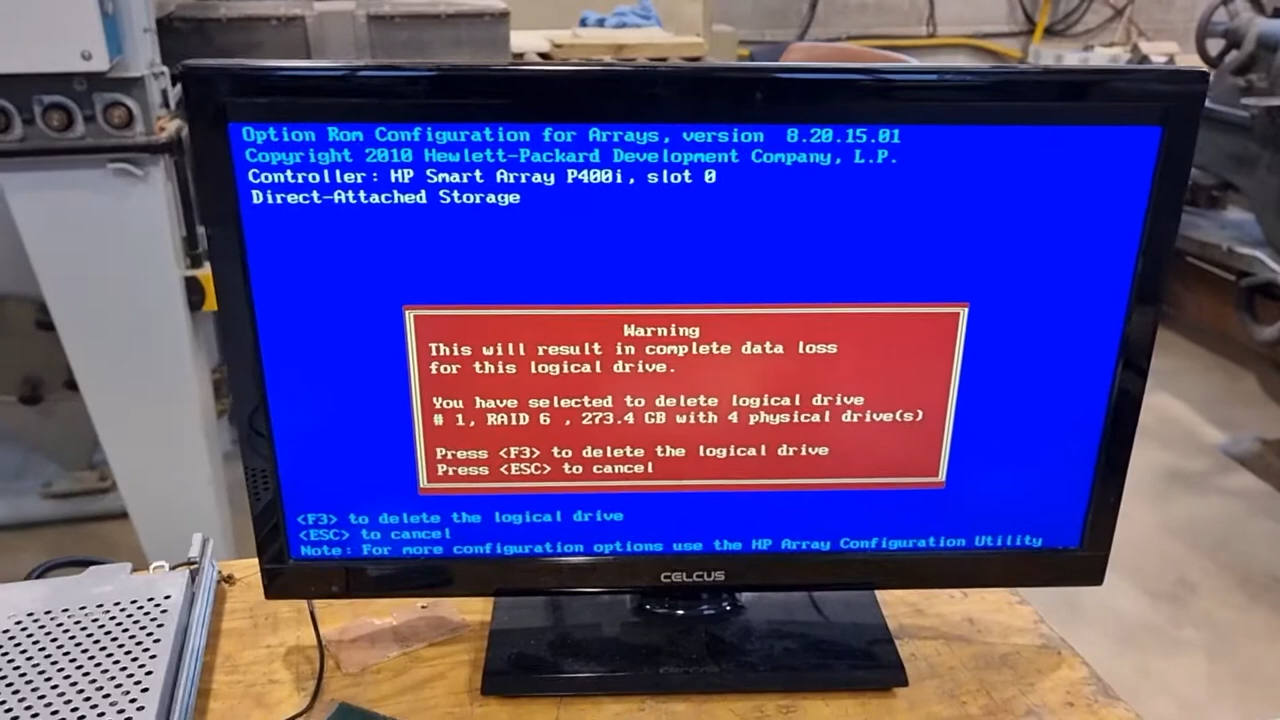 Option Rom Configuration for Arrays, version 8.20.15.01
Copyright 2010 Hewlett-Packard Development Company, L.P.
Controller: HP Smart Array P400i, slot 0
Direct-Attached Storage
Warning
This will result in complete data loss
for this logical drive.
You have selected to delete logical drive
# 1, RAID 6 , 273.4 GB with 4 physical drive(s)
Press <F3> to delete the logical drive
Press <ESC> to cancel
<F3> to delete the logical drive
<ESC> to cancel
Note: For more configuration options use the HP Array Configuration Utility
CELCUS